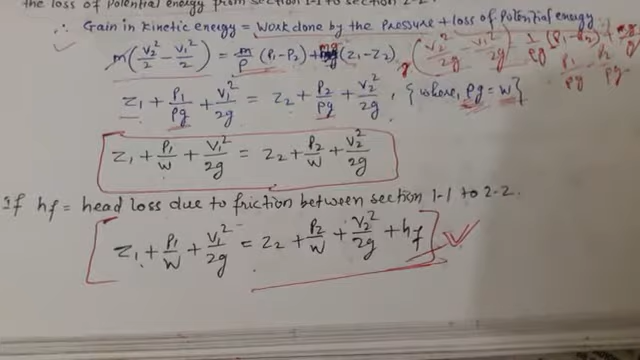 the loss of Potential energy from section 1-1 to section 2-2.
∴ Gain in kinetic energy = Work done by the Pressure + loss of Potential energy
m(V₂²/2 - V₁²/2) = m/ρ (P₁-P₂) + mg(Z₁-Z₂)
Z₁ + P₁/ρg + V₁²/2g = Z₂ + P₂/ρg + V₂²/2g , {where, ρg = w}
Z₁ + P₁/w + V₁²/2g = Z₂ + P₂/w + V₂²/2g
If hf = head loss due to friction between section 1-1 to 2-2.
Z₁ + P₁/w + V₁²/2g = Z₂ + P₂/w + V₂²/2g + hf